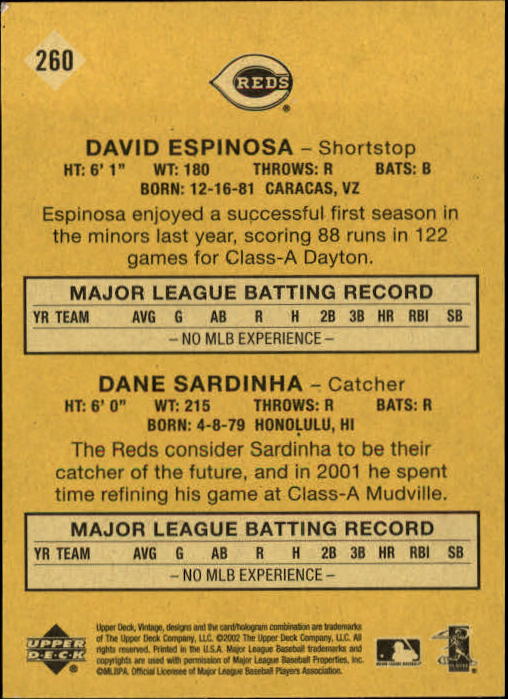 260
REDS
DAVID ESPINOSA – Shortstop
HT: 6' 1" WT: 180 THROWS: R BATS: B
BORN: 12-16-81 CARACAS, VZ
Espinosa enjoyed a successful first season in
the minors last year, scoring 88 runs in 122
games for Class-A Dayton.
MAJOR LEAGUE BATTING RECORD
YR TEAM AVG G AB R H 2B 3B HR RBI SB
– NO MLB EXPERIENCE –
DANE SARDINHA – Catcher
HT: 6' 0" WT: 215 THROWS: R BATS: R
BORN: 4-8-79 HONOLULU, HI
The Reds consider Sardinha to be their
catcher of the future, and in 2001 he spent
time refining his game at Class-A Mudville.
MAJOR LEAGUE BATTING RECORD
YR TEAM AVG G AB R H 2B 3B HR RBI SB
– NO MLB EXPERIENCE –
UPPER
DECK
Upper Deck, Vintage, designs and the card/hologram combination are trademarks
of The Upper Deck Company, LLC. ©2002 The Upper Deck Company, LLC. All
rights reserved. Printed in the U.S.A. Major League Baseball trademarks and
copyrights are used with permission of Major League Baseball Properties, Inc.
©MLBPA. Official Licensee of Major League Baseball Players Association.